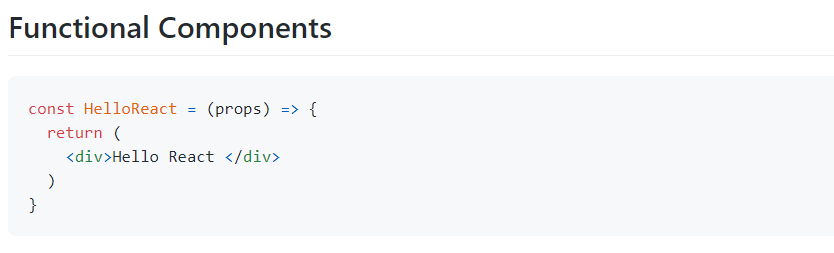 Functional Components
const HelloReact = (props) => {
  return (
    <div>Hello React </div>
  )
}